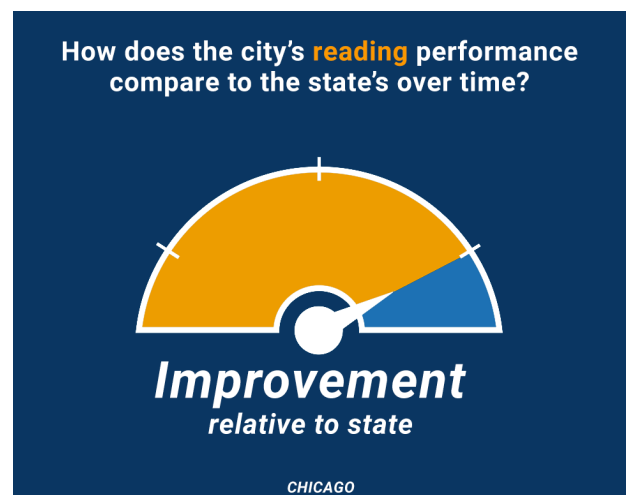 How does the city's reading performance
compare to the state's over time?
Improvement
relative to state
CHICAGO